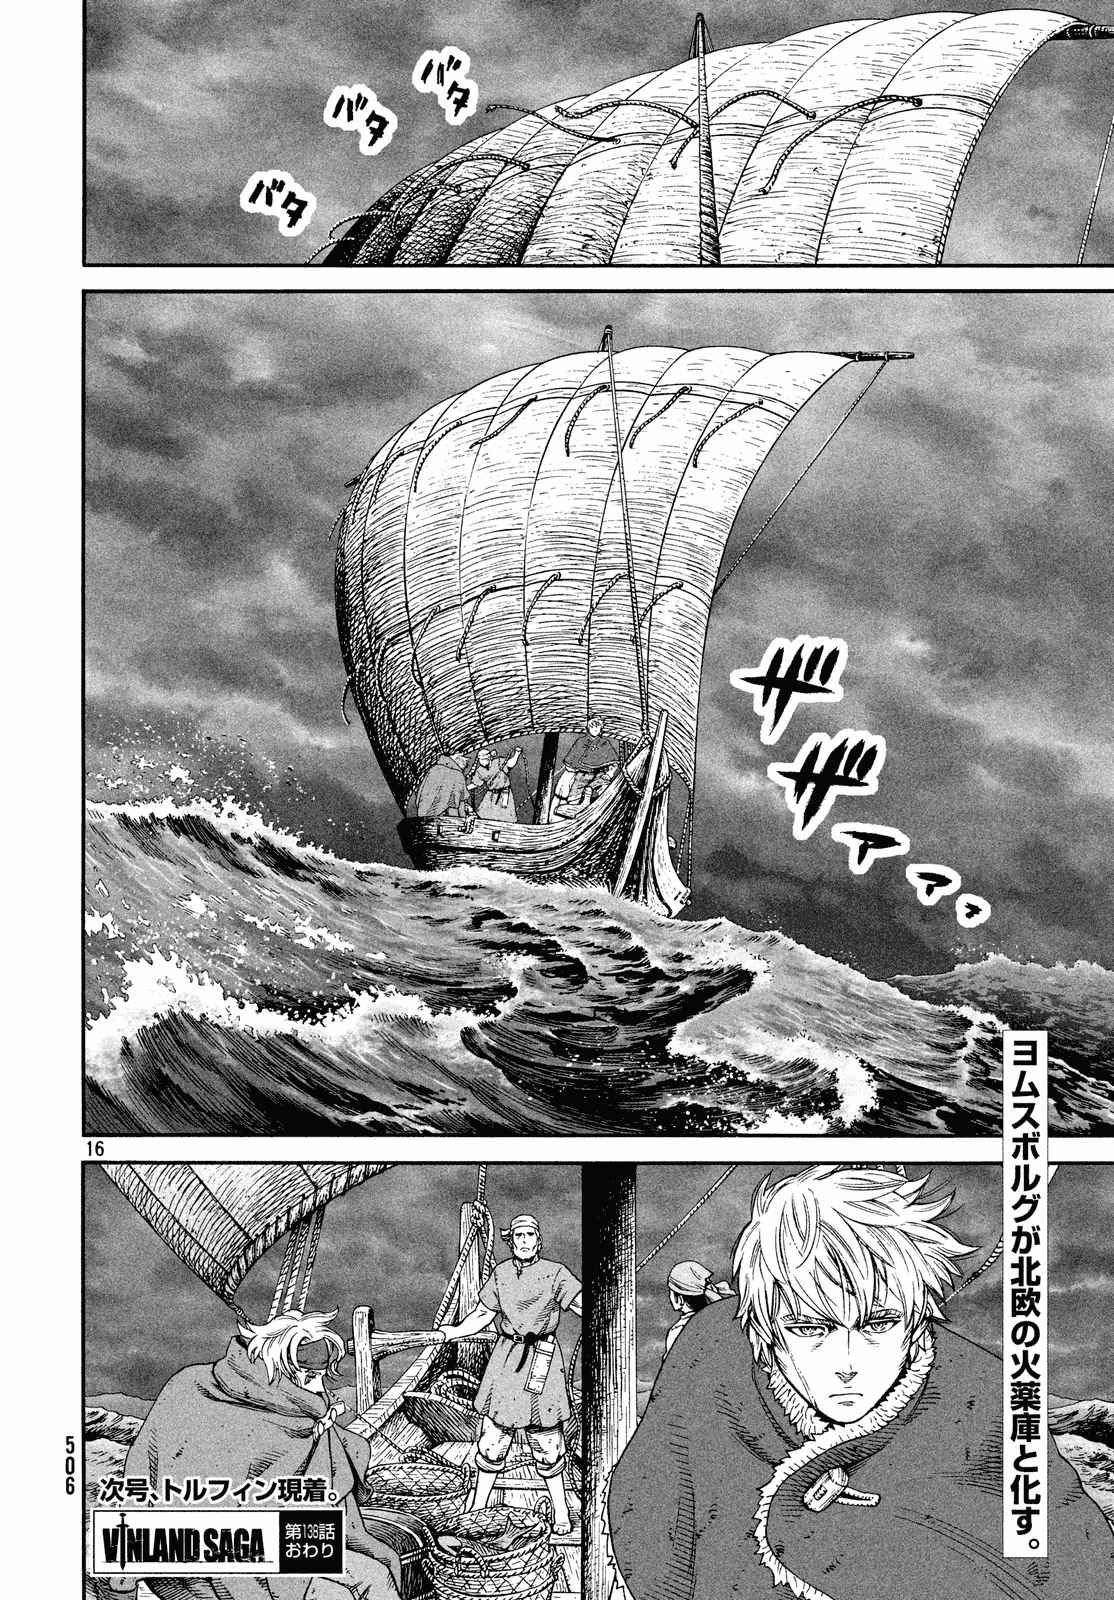 バタ
バタ
バタ
ザ
ザ
ァ
ァ
ァ
ァ
16
ヨムスボルグが北欧の火薬庫と化す。
506
次号、トルフィン現着。
VINLAND SAGA
第138話
おわり